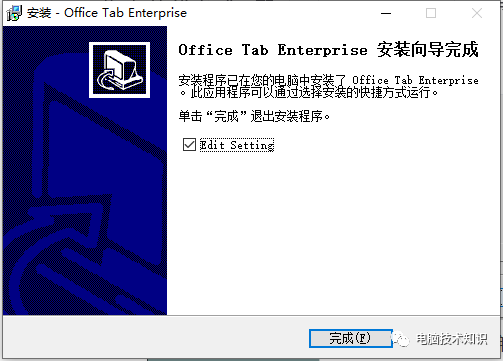 安装 - Office Tab Enterprise
Office Tab Enterprise 安装向导完成
安装程序已在您的电脑中安装了 Office Tab Enterprise
。此应用程序可以通过选择安装的快捷方式运行。
单击“完成”退出安装程序。
Edit Setting
完成(F)
电脑技术知识